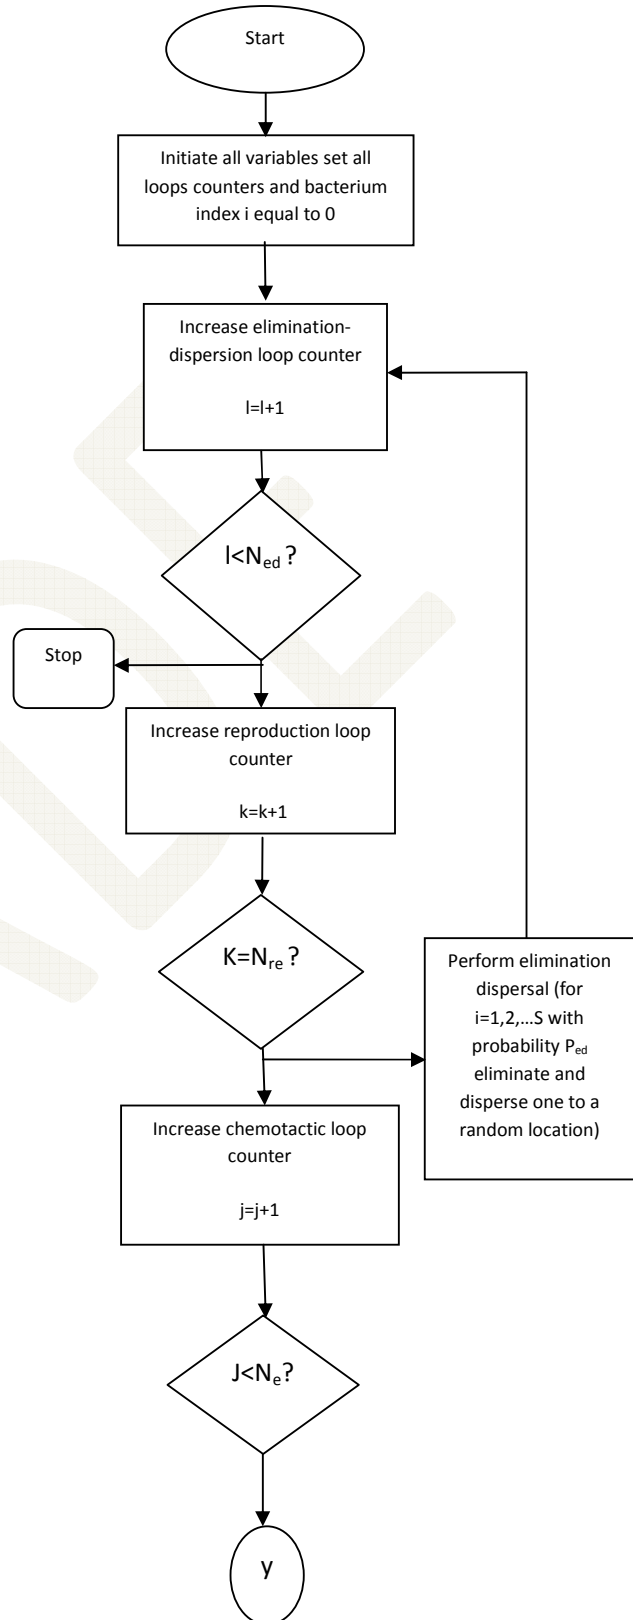 Start
Initiate all variables set all
loops counters and bacterium
index i equal to 0
Increase elimination-
dispersion loop counter
l=l+1
l<Ned ?
Stop
Increase reproduction loop
counter
k=k+1
K=Nre ?
Perform elimination
dispersal (for
i=1,2,...S with
probability Ped
eliminate and
disperse one to a
random location)
Increase chemotactic loop
counter
j=j+1
J<Ne?
y